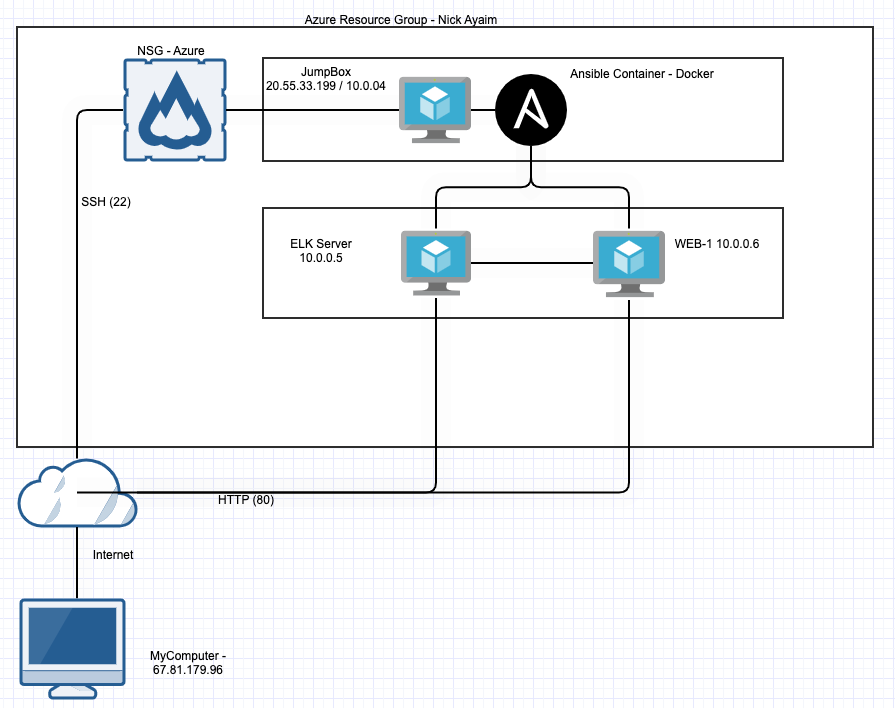 Azure Resource Group - Nick Ayaim
NSG - Azure
JumpBox
20.55.33.199 / 10.0.04
Ansible Container - Docker
SSH (22)
ELK Server
10.0.0.5
WEB-1 10.0.0.6
HTTP (80)
Internet
MyComputer -
67.81.179.96